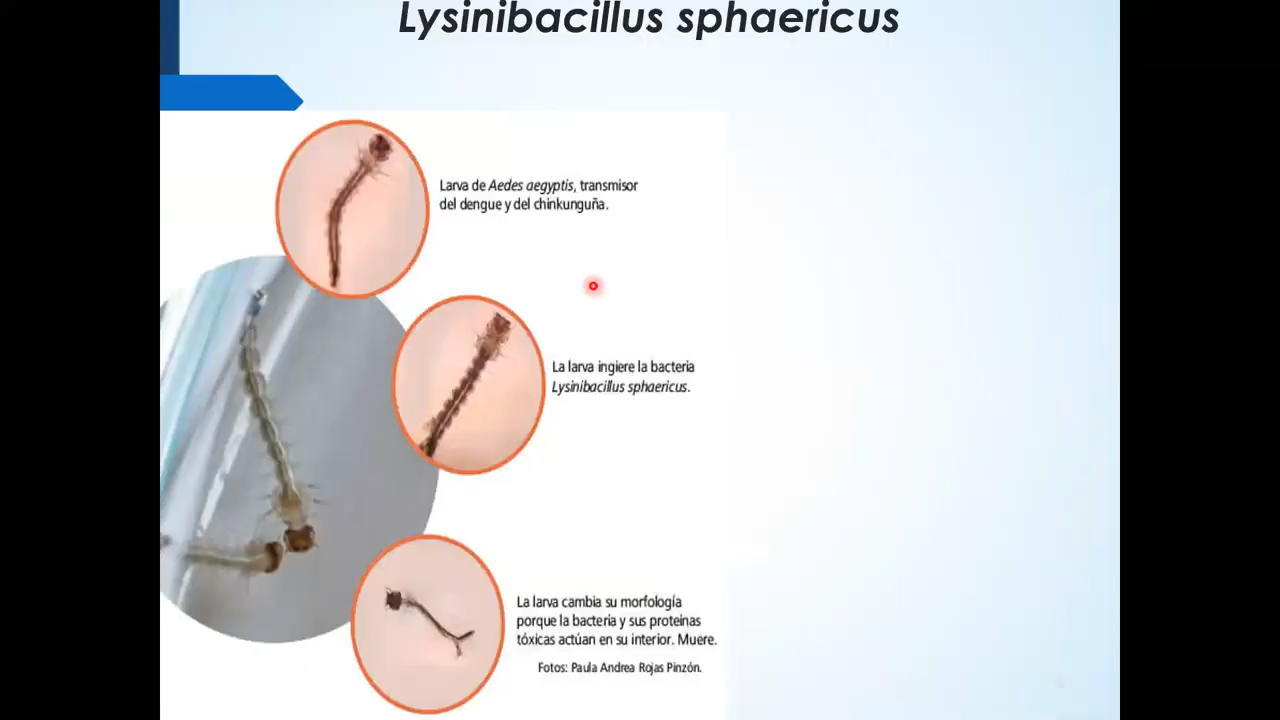 Lysinibacillus sphaericus
Larva de Aedes aegyptis, transmisor
del dengue y del chinkunguña.
La larva ingiere la bacteria
Lysinibacillus sphaericus.
La larva cambia su morfología
porque la bacteria y sus proteinas
tóxicas actúan en su interior. Muere.
Fotos: Paula Andrea Rojas Pinzón.